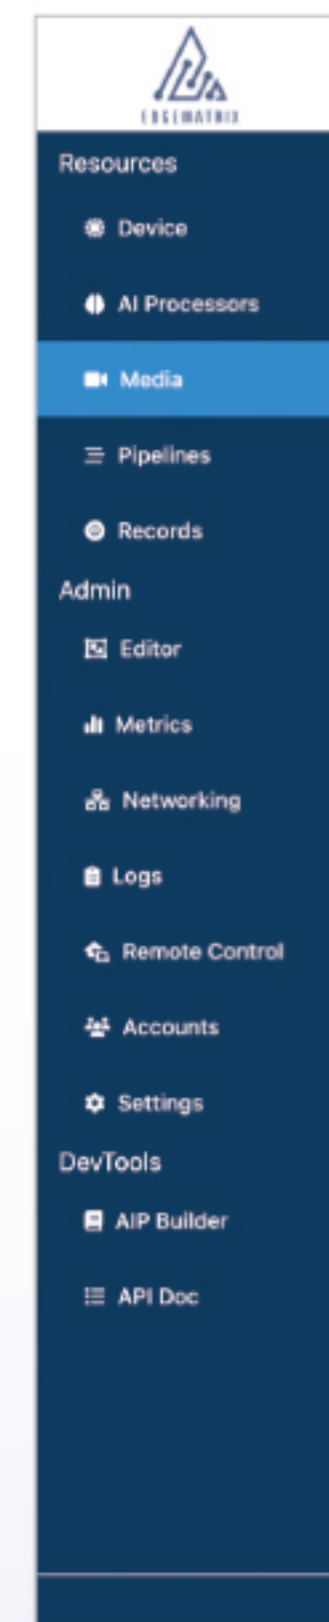 EDGEMATRIX
Resources
Device
AI Processors
Media
Pipelines
Records
Admin
Editor
Metrics
Networking
Logs
Remote Control
Accounts
Settings
DevTools
AIP Builder
API Doc